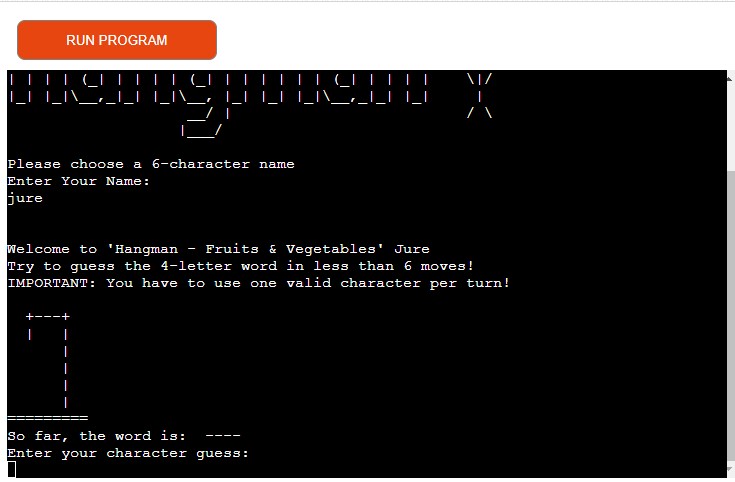 RUN PROGRAM
| | | | (_| | | | | | (_| | | | | | | (_| | | | |    \|/
|_| |_|\__,_|_| |_|\__, |_| |_| |_|\__,_|_| |_|     |
                    __/ |                          / \
                   |___/
Please choose a 6-character name
Enter Your Name:
jure
Welcome to 'Hangman - Fruits & Vegetables' Jure
Try to guess the 4-letter word in less than 6 moves!
IMPORTANT: You have to use one valid character per turn!
  +---+
  |   |
      |
      |
      |
      |
=========
So far, the word is:  ----
Enter your character guess: